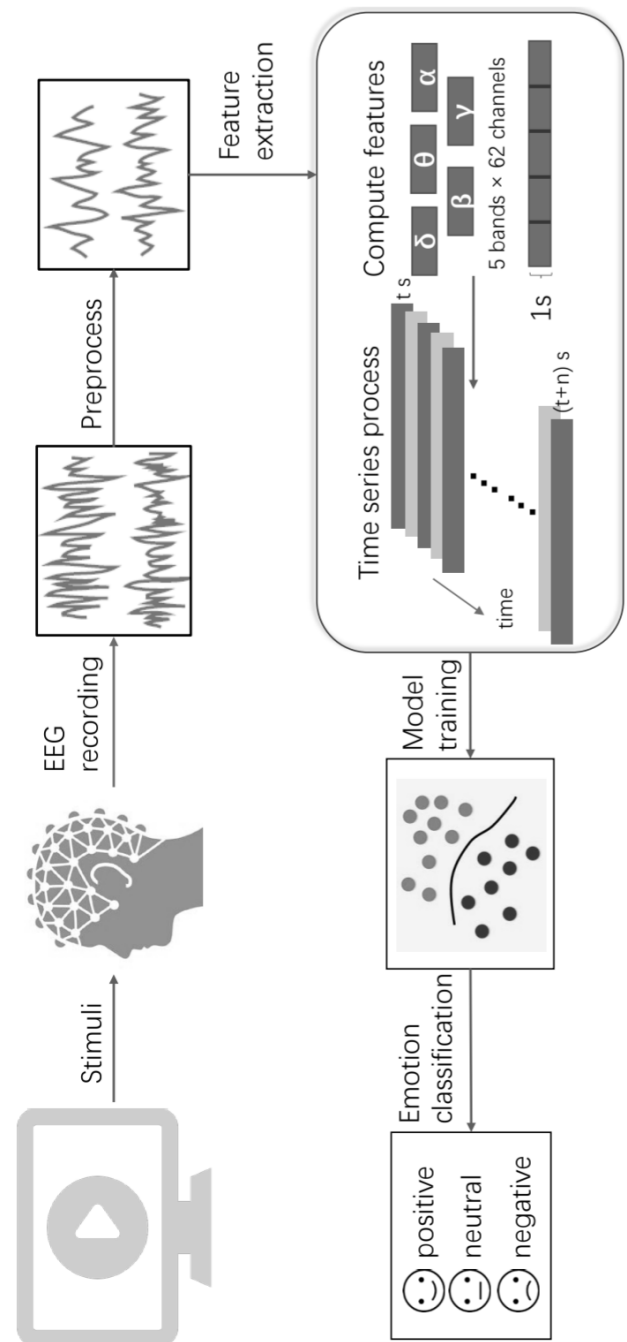 Stimuli
EEG
recording
Preprocess
Feature
extraction
Compute features
δ
θ
α
β
γ
5 bands × 62 channels
1s
Time series process
t s
time
(t+n) s
Model
training
Emotion
classification
positive
neutral
negative